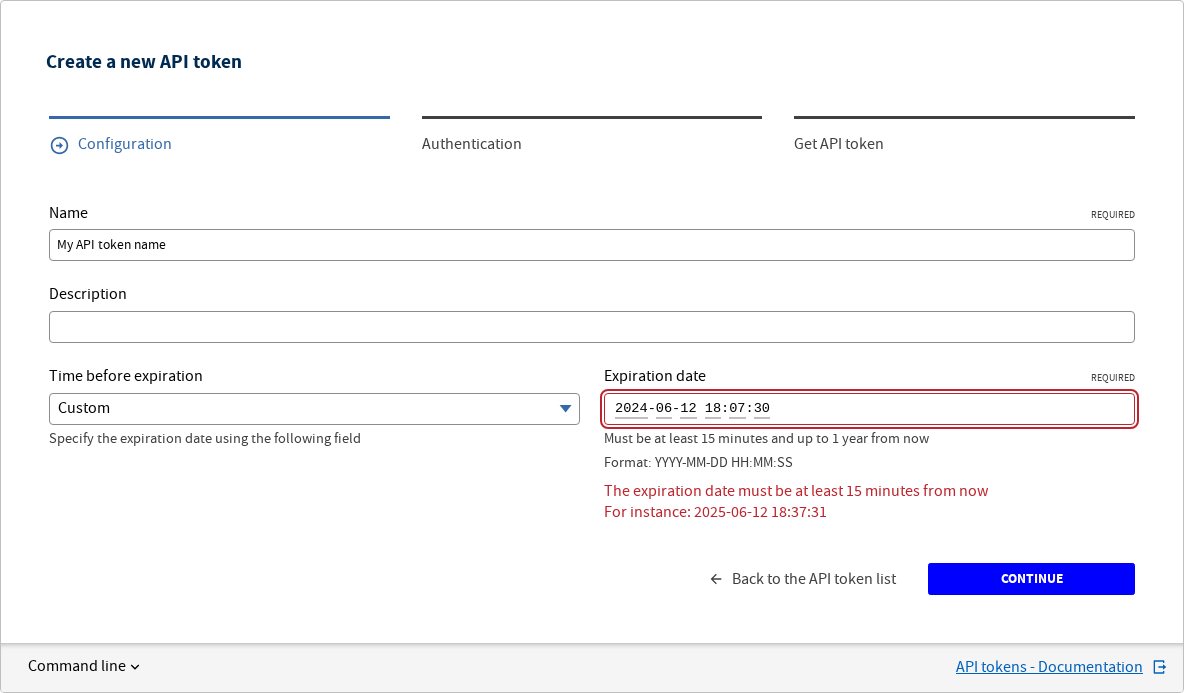 Create a new API token
Configuration
Authentication
Get API token
Name
REQUIRED
My API token name
Description
Time before expiration
Expiration date
REQUIRED
Custom
2024-06-12 18:07:30
Specify the expiration date using the following field
Must be at least 15 minutes and up to 1 year from now
Format: YYYY-MM-DD HH:MM:SS
The expiration date must be at least 15 minutes from now
For instance: 2025-06-12 18:37:31
Back to the API token list
CONTINUE
Command line
API tokens - Documentation